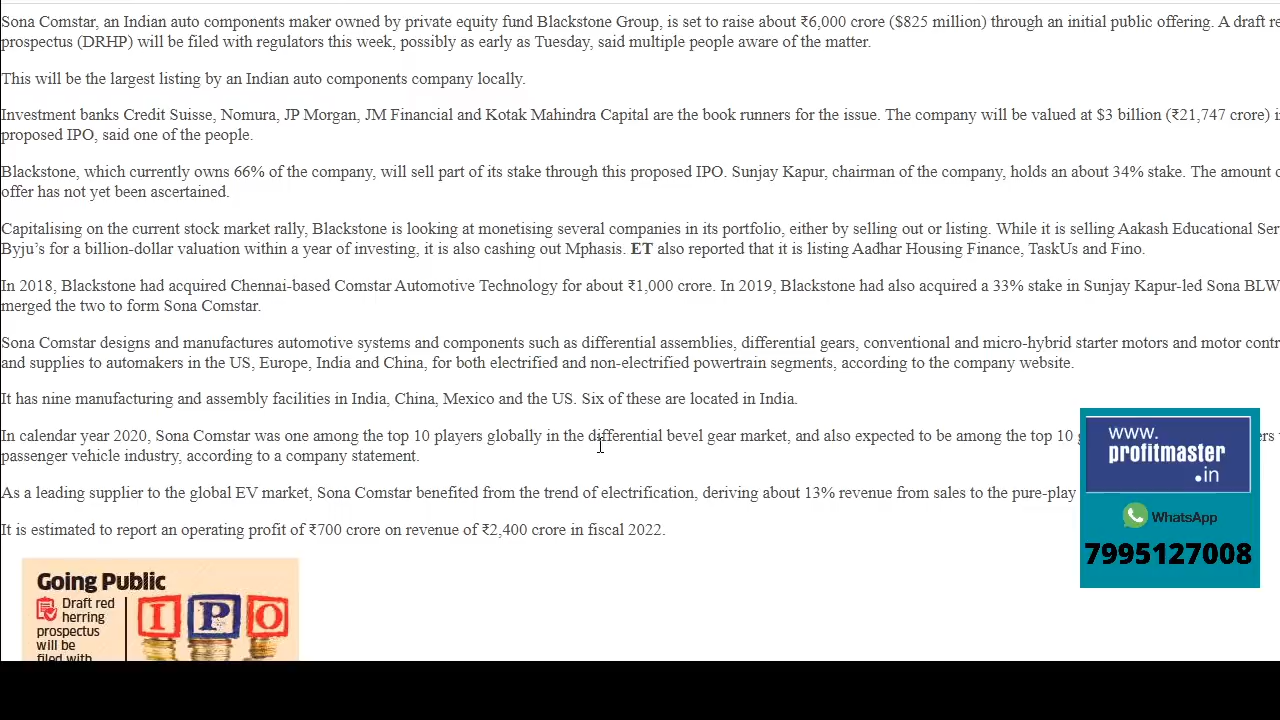 Sona Comstar, an Indian auto components maker owned by private equity fund Blackstone Group, is set to raise about ₹6,000 crore ($825 million) through an initial public offering. A draft re
prospectus (DRHP) will be filed with regulators this week, possibly as early as Tuesday, said multiple people aware of the matter.
This will be the largest listing by an Indian auto components company locally.
Investment banks Credit Suisse, Nomura, JP Morgan, JM Financial and Kotak Mahindra Capital are the book runners for the issue. The company will be valued at $3 billion (₹21,747 crore) i
proposed IPO, said one of the people.
Blackstone, which currently owns 66% of the company, will sell part of its stake through this proposed IPO. Sunjay Kapur, chairman of the company, holds an about 34% stake. The amount
offer has not yet been ascertained.
Capitalising on the current stock market rally, Blackstone is looking at monetising several companies in its portfolio, either by selling out or listing. While it is selling Aakash Educational Ser
Byju's for a billion-dollar valuation within a year of investing, it is also cashing out Mphasis. ET also reported that it is listing Aadhar Housing Finance, TaskUs and Fino.
In 2018, Blackstone had acquired Chennai-based Comstar Automotive Technology for about ₹1,000 crore. In 2019, Blackstone had also acquired a 33% stake in Sunjay Kapur-led Sona BLW
merged the two to form Sona Comstar.
Sona Comstar designs and manufactures automotive systems and components such as differential assemblies, differential gears, conventional and micro-hybrid starter motors and motor contr
and supplies to automakers in the US, Europe, India and China, for both electrified and non-electrified powertrain segments, according to the company website.
It has nine manufacturing and assembly facilities in India, China, Mexico and the US. Six of these are located in India.
In calendar year 2020, Sona Comstar was one among the top 10 players globally in the differential bevel gear market, and also expected to be among the top 10
passenger vehicle industry, according to a company statement.
As a leading supplier to the global EV market, Sona Comstar benefited from the trend of electrification, deriving about 13% revenue from sales to the pure-play
It is estimated to report an operating profit of ₹700 crore on revenue of ₹2,400 crore in fiscal 2022.
www.
profitmaster
.in
WhatsApp
7995127008
Going Public
Draft red
herring
prospectus
will be
filed with
IPO